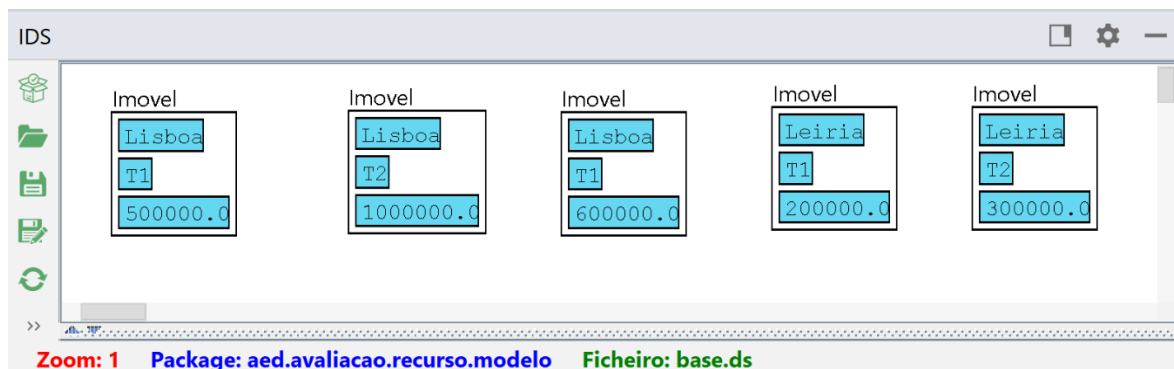 IDS
Imovel Imovel Imovel Imovel Imovel
Lisboa Lisboa Lisboa Leiria Leiria
T1 T2 T1 T1 T2
500000.0 1000000.0 600000.0 200000.0 300000.0
>>
Zoom: 1 Package: aed.avaliacao.recurso.modelo Ficheiro: base.ds